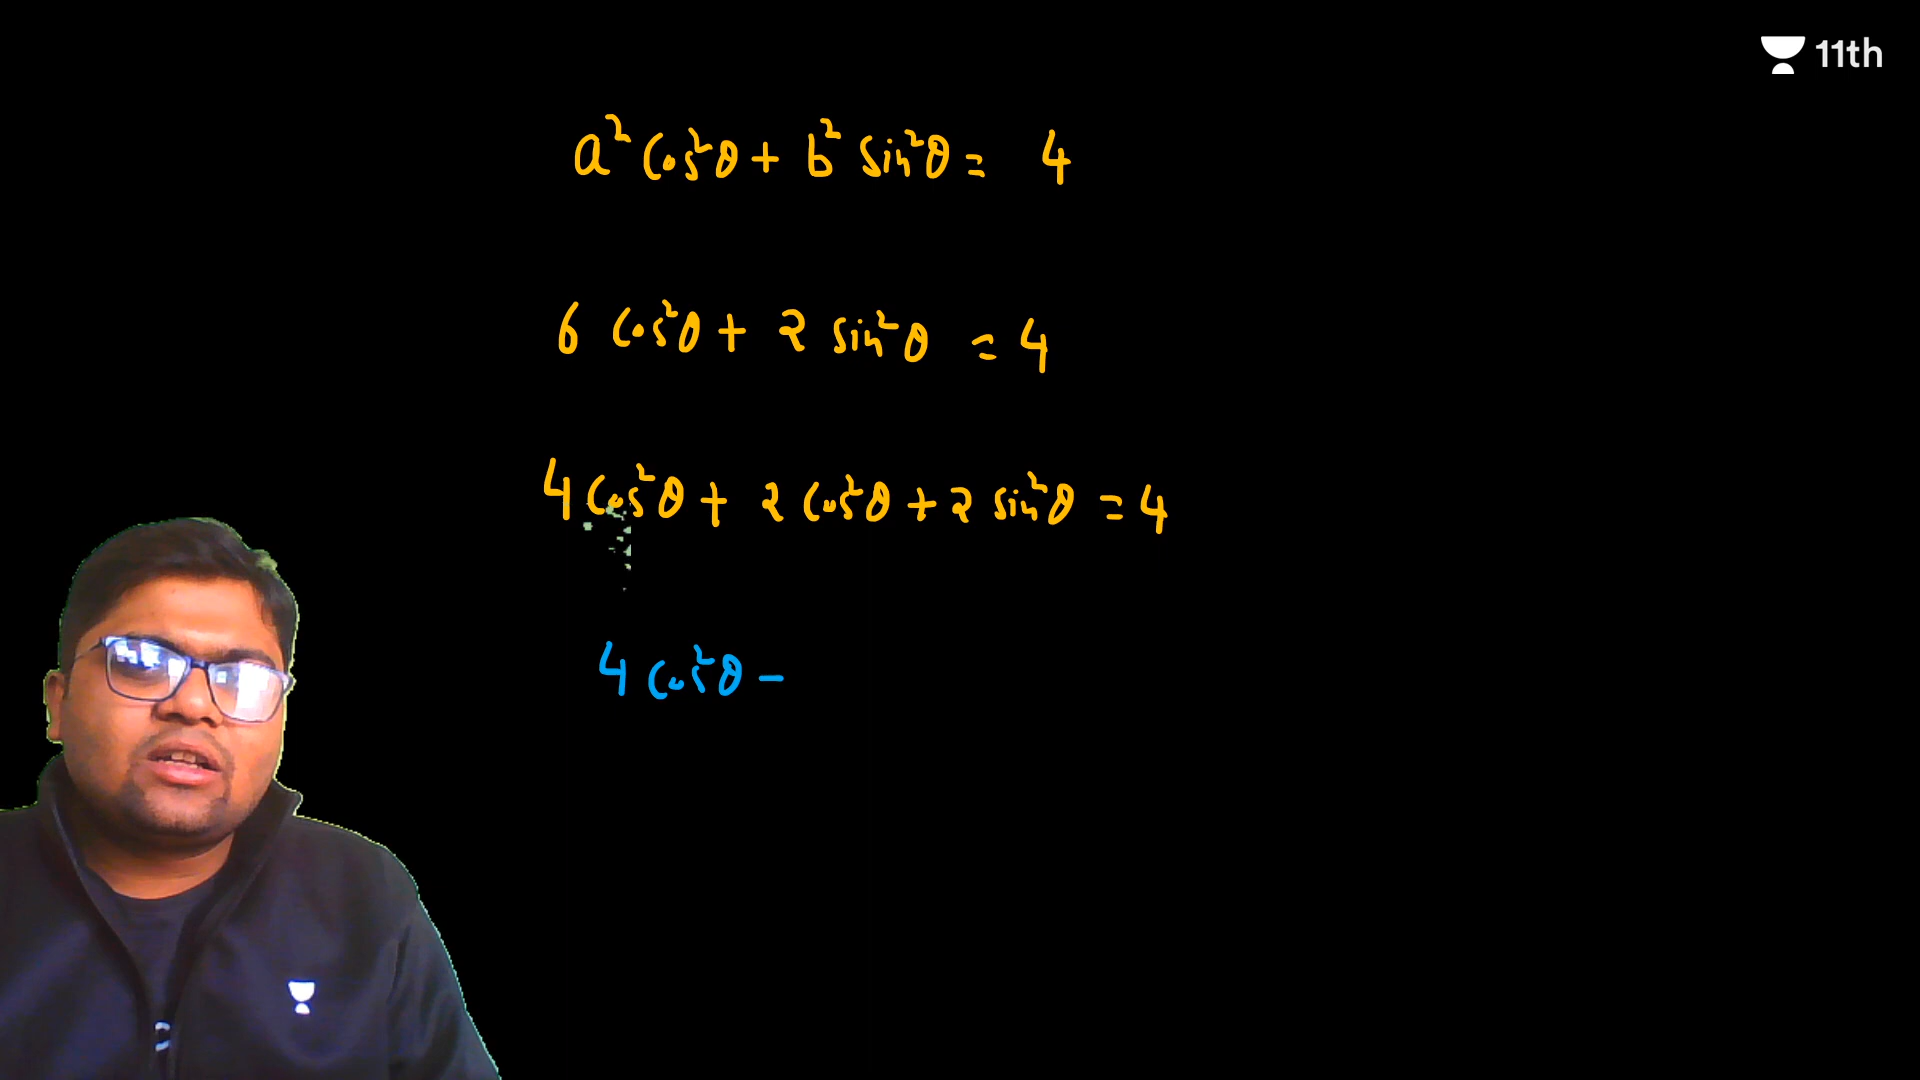 11th
a² cos²θ + b² sin²θ = 4
6 cos²θ + 2 sin²θ = 4
4 cos²θ + 2 cos²θ + 2 sin²θ = 4
4 cos²θ -